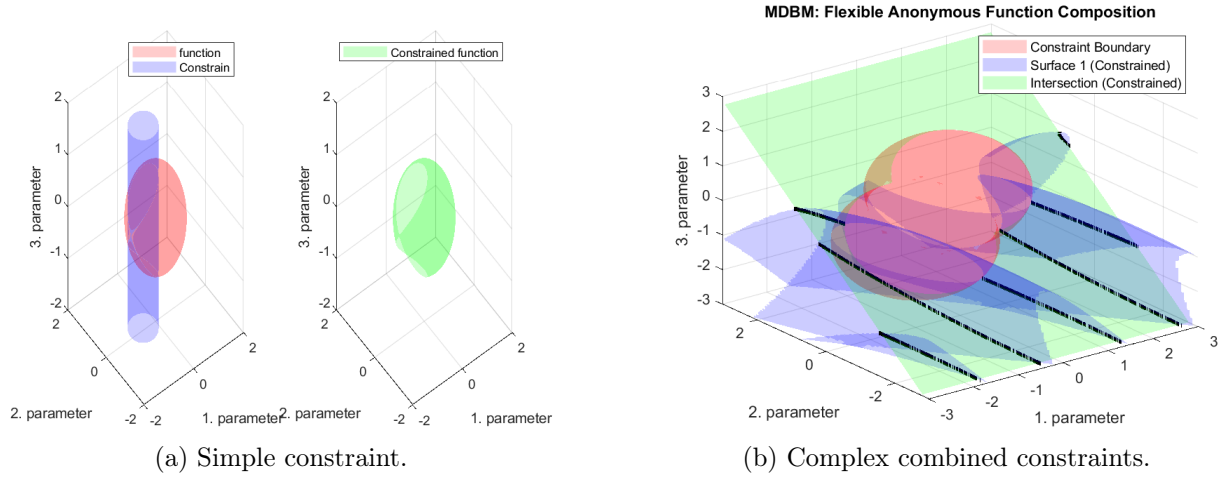 function
Constrain
2
1
0
-1
-2
3. parameter
2
0
-2
2. parameter
-2
0
2
1. parameter
Constrained function
2
1
0
-1
-2
3. parameter
2
0
-2
2. parameter
-2
0
2
1. parameter
(a) Simple constraint.
MDBM: Flexible Anonymous Function Composition
Constraint Boundary
Surface 1 (Constrained)
Intersection (Constrained)
3
2
1
0
-1
-2
-3
3. parameter
2
0
-2
2. parameter
-3
-2
-1
0
1
2
3
1. parameter
(b) Complex combined constraints.